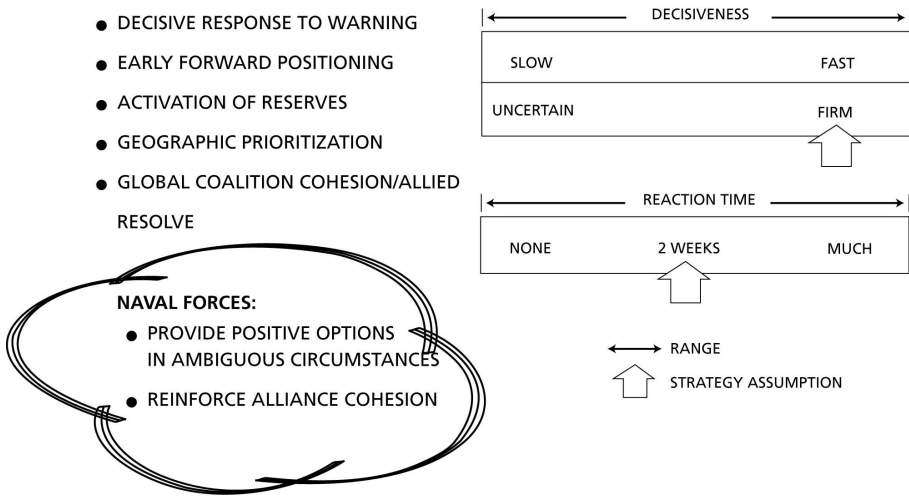 ● DECISIVE RESPONSE TO WARNING
● EARLY FORWARD POSITIONING
● ACTIVATION OF RESERVES
● GEOGRAPHIC PRIORITIZATION
● GLOBAL COALITION COHESION/ALLIED
RESOLVE
NAVAL FORCES:
● PROVIDE POSITIVE OPTIONS
IN AMBIGUOUS CIRCUMSTANCES
● REINFORCE ALLIANCE COHESION
DECISIVENESS
SLOW FAST
UNCERTAIN FIRM
REACTION TIME
NONE 2 WEEKS MUCH
RANGE
STRATEGY ASSUMPTION